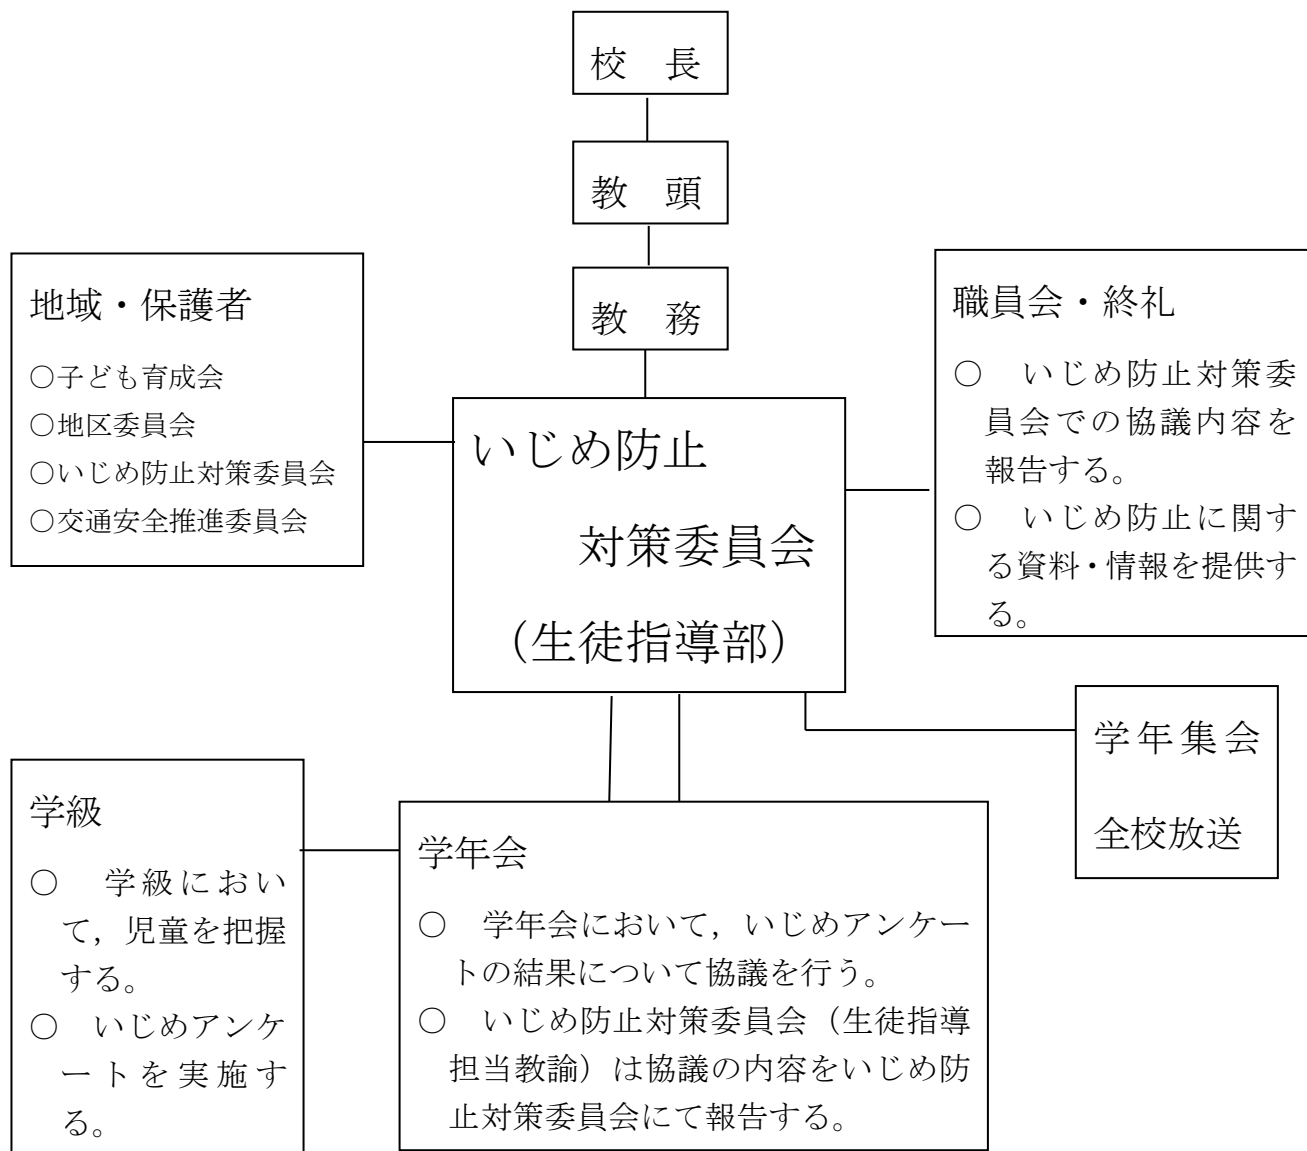 校　長
教　頭
教　務
地域・保護者
○子ども育成会
○地区委員会
○いじめ防止対策委員会
○交通安全推進委員会
いじめ防止
対策委員会
（生徒指導部）
職員会・終礼
○　いじめ防止対策委
員会での協議内容を
報告する。
○　いじめ防止に関す
る資料・情報を提供す
る。
学年集会
全校放送
学級
○　学級におい
て，児童を把握
する。
○　いじめアンケ
ートを実施す
る。
学年会
○　学年会において，いじめアンケー
トの結果について協議を行う。
○　いじめ防止対策委員会（生徒指導
担当教諭）は協議の内容をいじめ防
止対策委員会にて報告する。